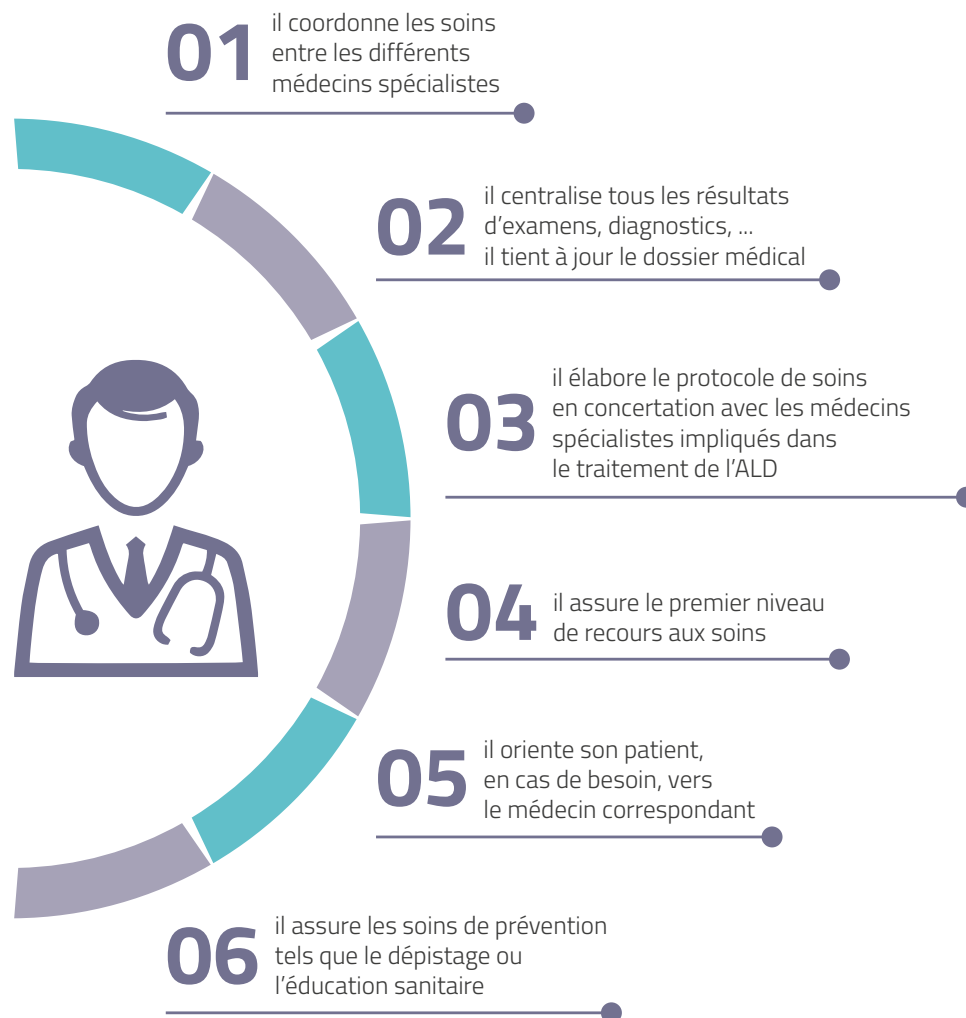 01
il coordonne les soins
entre les différents
médecins spécialistes
02
il centralise tous les résultats
d'examens, diagnostics, ...
il tient à jour le dossier médical
03
il élabore le protocole de soins
en concertation avec les médecins
spécialistes impliqués dans
le traitement de l'ALD
04
il assure le premier niveau
de recours aux soins
05
il oriente son patient,
en cas de besoin, vers
le médecin correspondant
06
il assure les soins de prévention
tels que le dépistage ou
l'éducation sanitaire